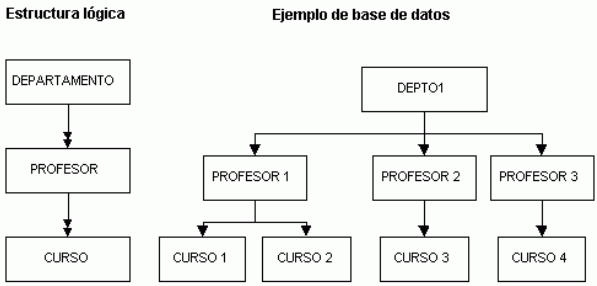 Estructura lógica
Ejemplo de base de datos
DEPARTAMENTO
PROFESOR
CURSO
DEPTO1
PROFESOR 1
PROFESOR 2
PROFESOR 3
CURSO 1
CURSO 2
CURSO 3
CURSO 4